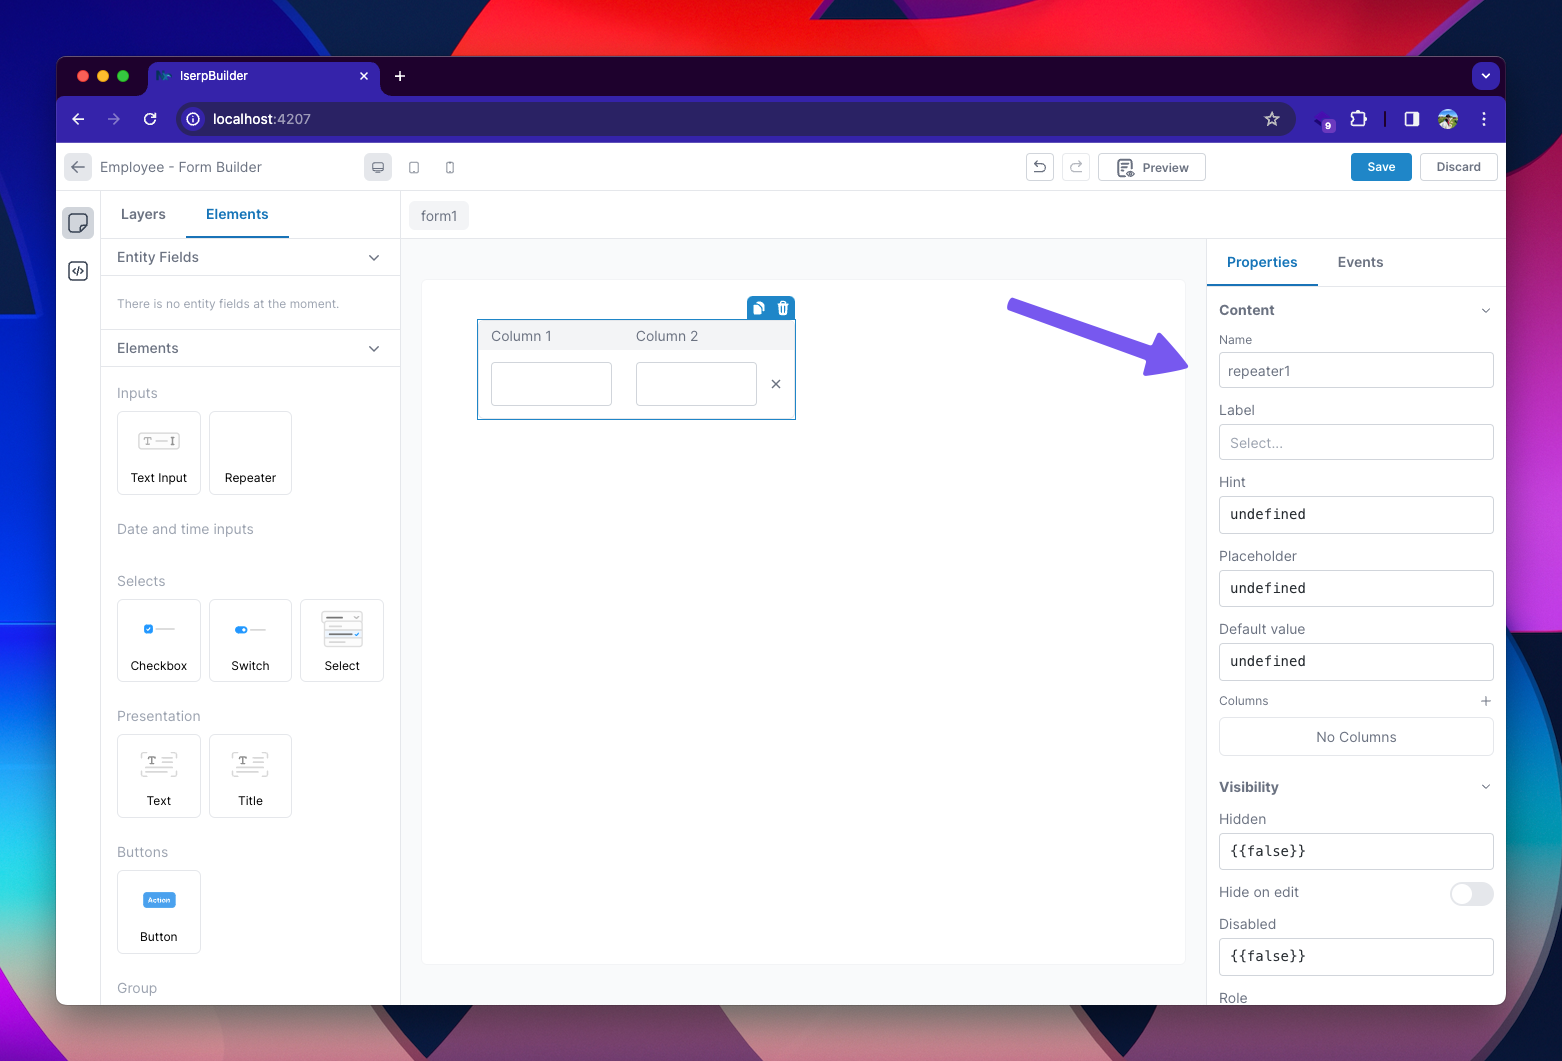 IserpBuilder
localhost:4207
9
Employee - Form Builder
Preview
Save
Discard
Layers
Elements
form1
Entity Fields
There is no entity fields at the moment.
Elements
Inputs
T
Text Input
Repeater
Date and time inputs
Selects
Checkbox
Switch
Select
Presentation
T
T
Text
Title
Buttons
Action
Button
Group
Column 1
Column 2
Properties
Events
Content
Name
repeater1
Label
Select...
Hint
undefined
Placeholder
undefined
Default value
undefined
Columns
No Columns
Visibility
Hidden
{{false}}
Hide on edit
Disabled
{{false}}
Role